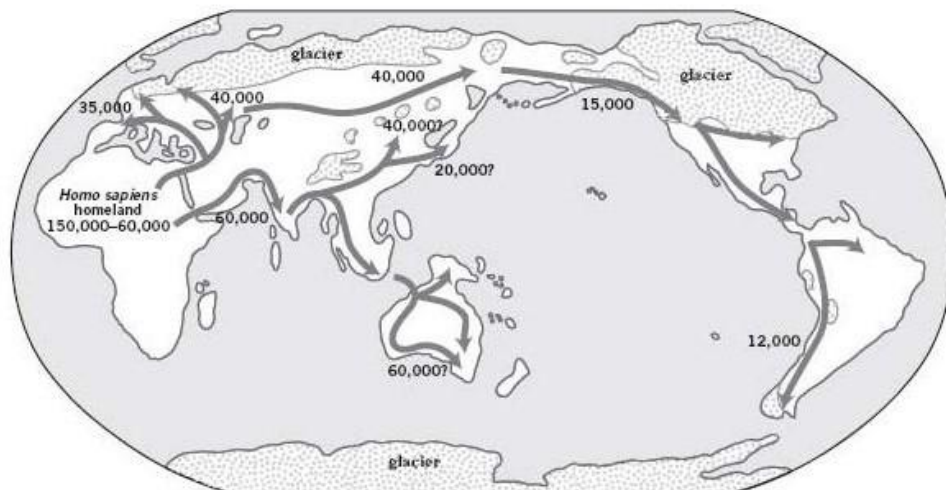 glacier
glacier
40,000
35,000
40,000
15,000
40,000?
20,000?
Homo sapiens
homeland
150,000–60,000
60,000
12,000
60,000?
glacier